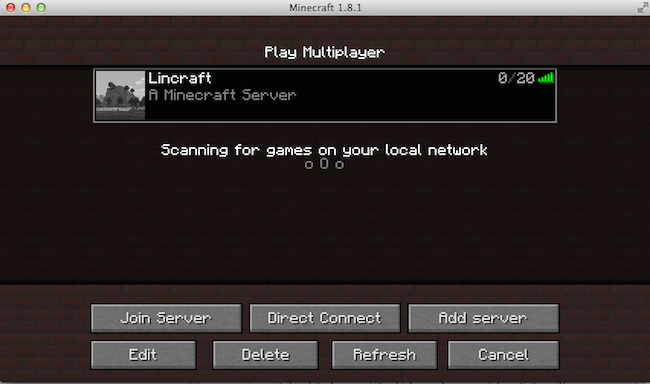 Minecraft 1.8.1
Play Multiplayer
Lincraft 0/20
A Minecraft Server
Scanning for games on your local network
o O o
Join Server Direct Connect Add server
Edit Delete Refresh Cancel